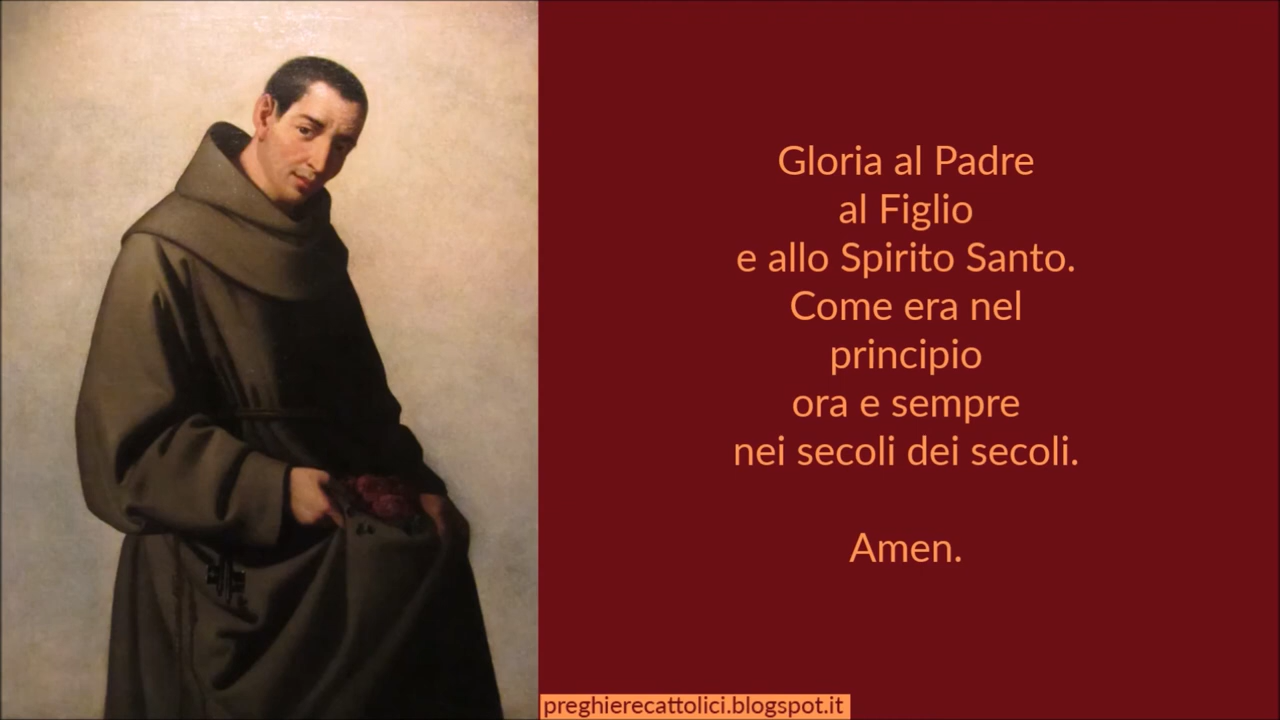 Gloria al Padre
al Figlio
e allo Spirito Santo.
Come era nel
principio
ora e sempre
nei secoli dei secoli.
Amen.
preghierecattolici.blogspot.it